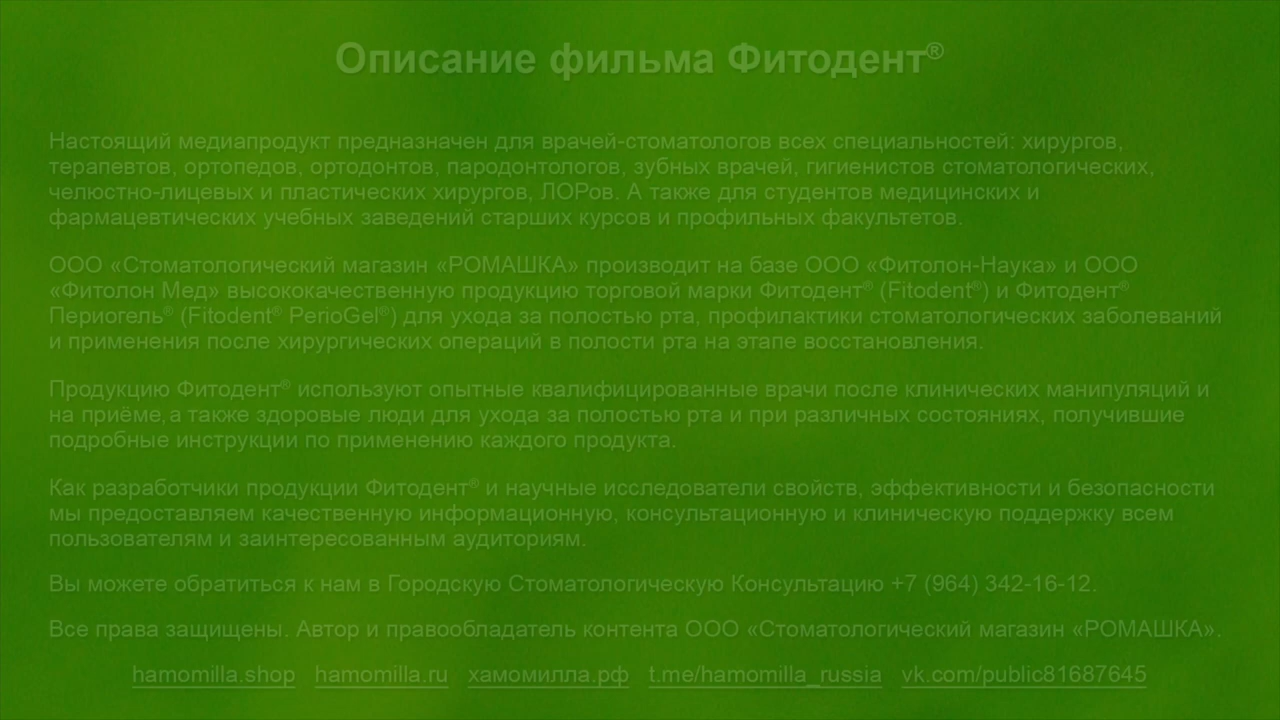 Описание фильма Фитодент®
Настоящий медиапродукт предназначен для врачей-стоматологов всех специальностей: хирургов,
терапевтов, ортопедов, ортодонтов, пародонтологов, зубных врачей, гигиенистов стоматологических,
челюстно-лицевых и пластических хирургов, ЛОРов. А также для студентов медицинских и
фармацевтических учебных заведений старших курсов и профильных факультетов.
ООО «Стоматологический магазин «РОМАШКА» производит на базе ООО «Фитолон-Наука» и ООО
«Фитолон Мед» высококачественную продукцию торговой марки Фитодент® (Fitodent®) и Фитодент®
Периогель® (Fitodent® PerioGel®) для ухода за полостью рта, профилактики стоматологических заболеваний
и применения после хирургических операций в полости рта на этапе восстановления.
Продукцию Фитодент® используют опытные квалифицированные врачи после клинических манипуляций и
на приёме, а также здоровые люди для ухода за полостью рта и при различных состояниях, получившие
подробные инструкции по применению каждого продукта.
Как разработчики продукции Фитодент® и научные исследователи свойств, эффективности и безопасности
мы предоставляем качественную информационную, консультационную и клиническую поддержку всем
пользователям и заинтересованным аудиториям.
Вы можете обратиться к нам в Городскую Стоматологическую Консультацию +7 (964) 342-16-12.
Все права защищены. Автор и правообладатель контента ООО «Стоматологический магазин «РОМАШКА».
hamomilla.shop hamomilla.ru хамомилла.рф t.me/hamomilla_russia vk.com/public81687645